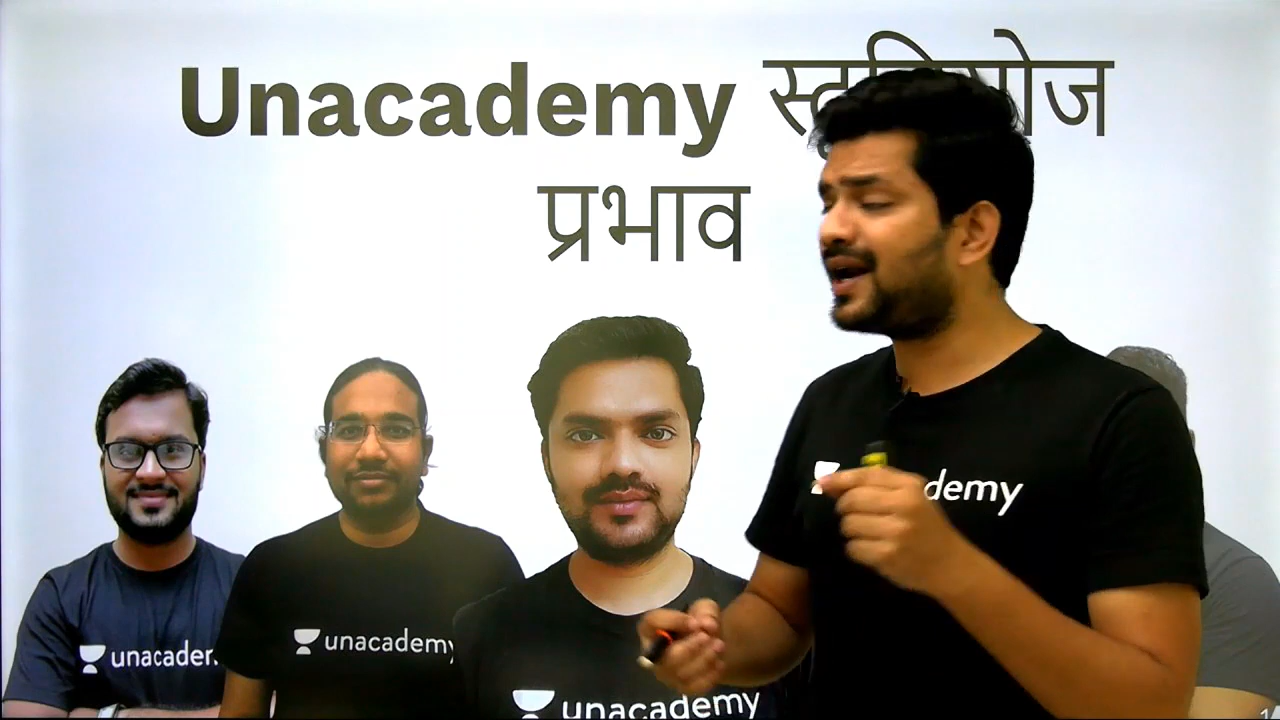 Unacademy
प्रभाव
unacademy
unacademy